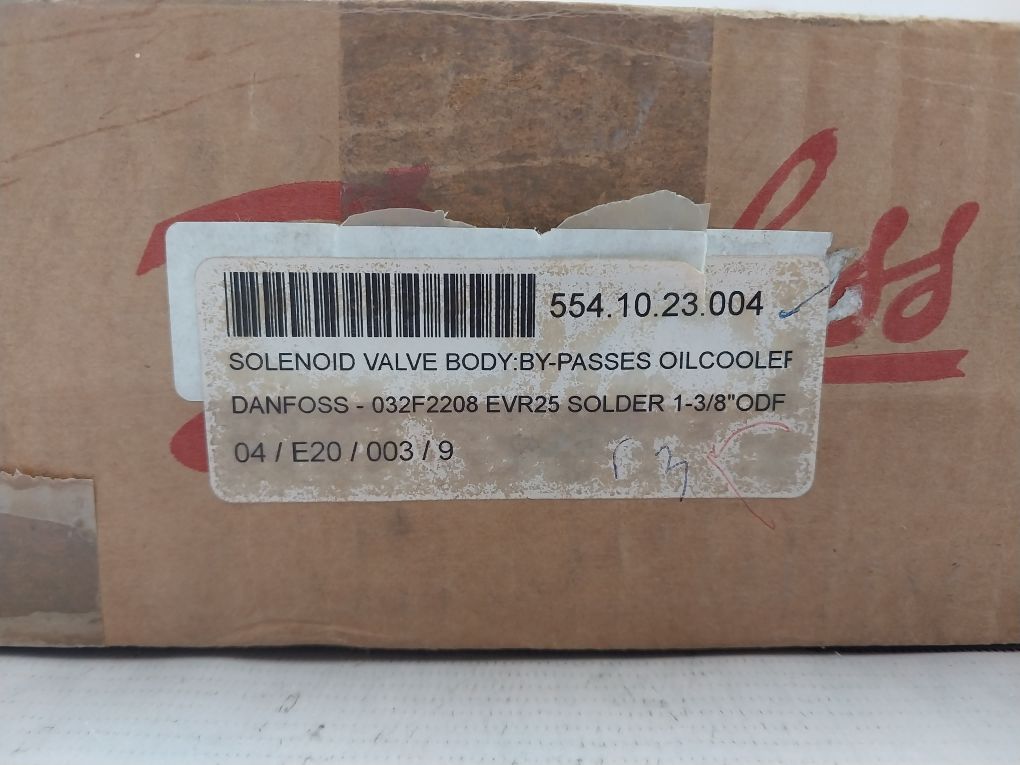 554.10.23.004
SOLENOID VALVE BODY:BY-PASSES OILCOOLER
DANFOSS - 032F2208 EVR25 SOLDER 1-3/8"ODF
04 / E20 / 003 / 9